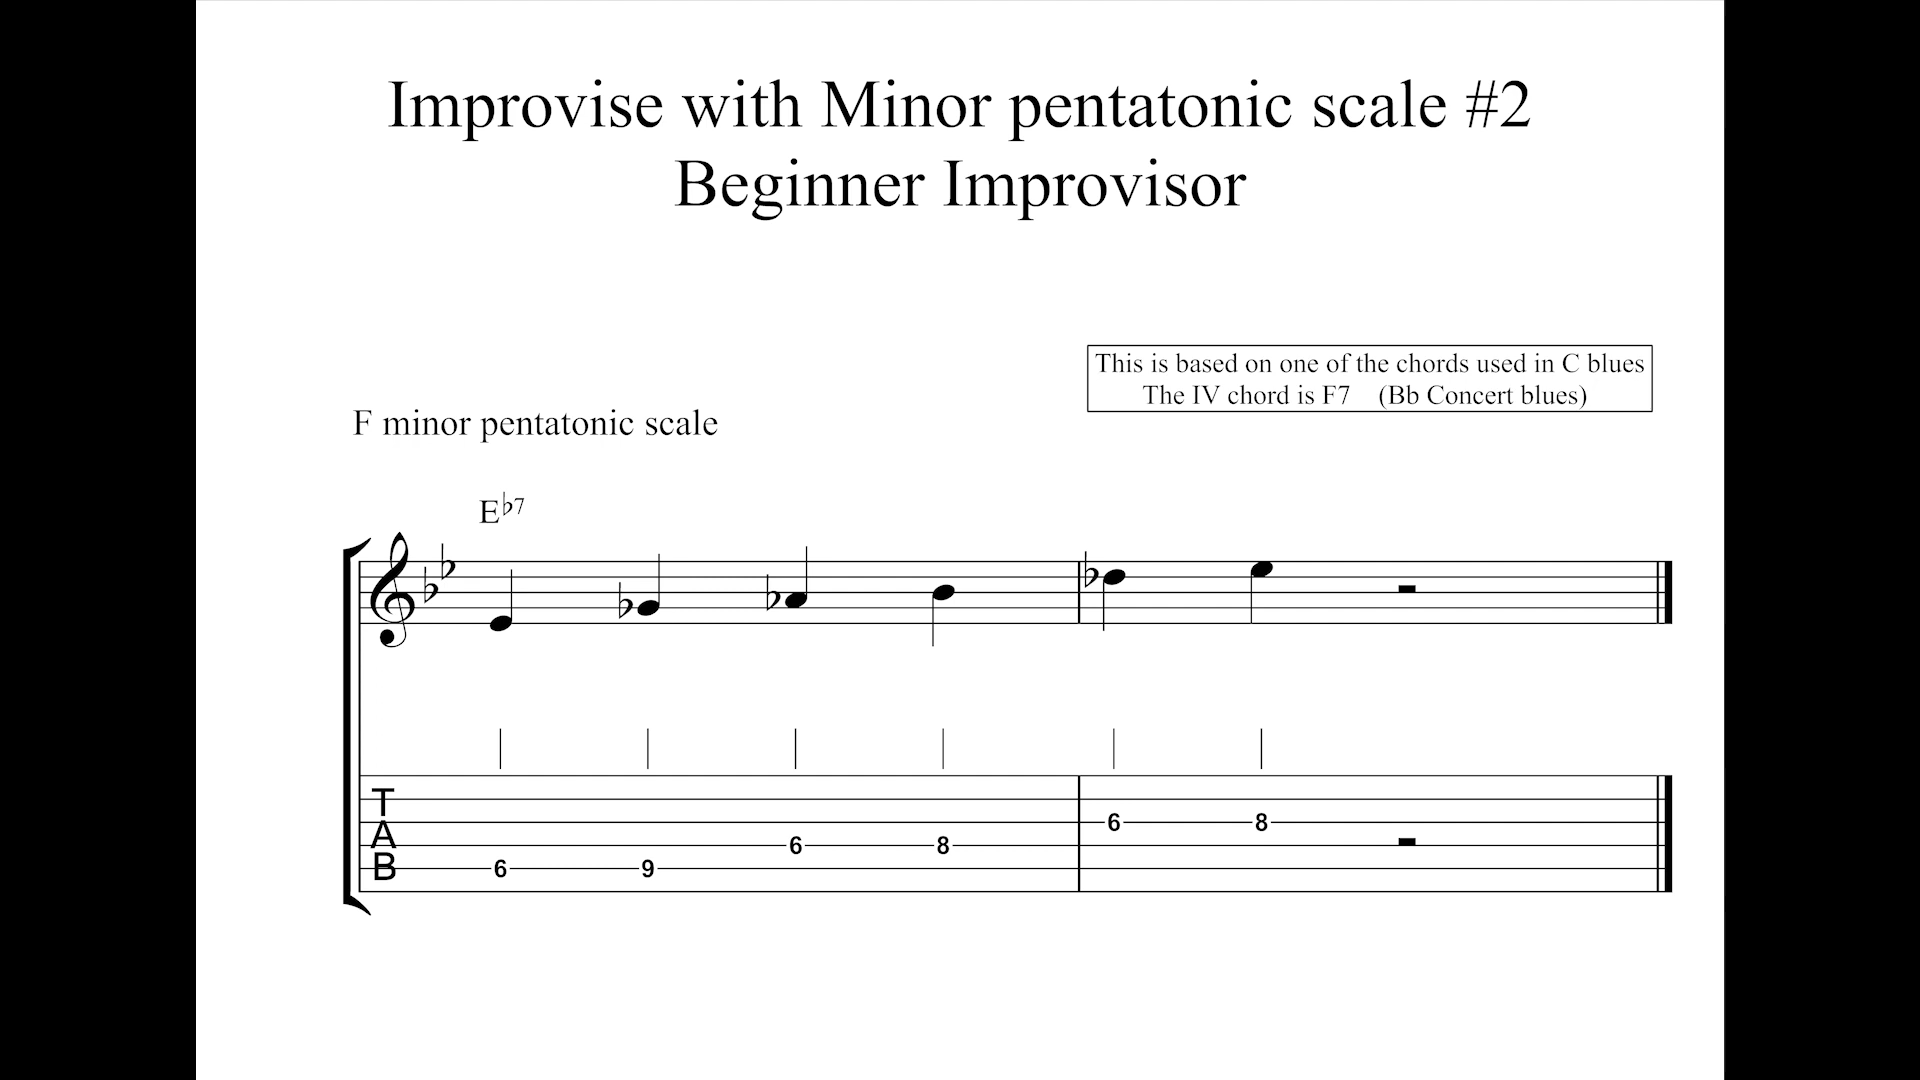 Improvise with Minor pentatonic scale #2
Beginner Improvisor
This is based on one of the chords used in C blues
The IV chord is F7 (Bb Concert blues)
F minor pentatonic scale
E♭7
T
A
B
6 9 6 8 6 8